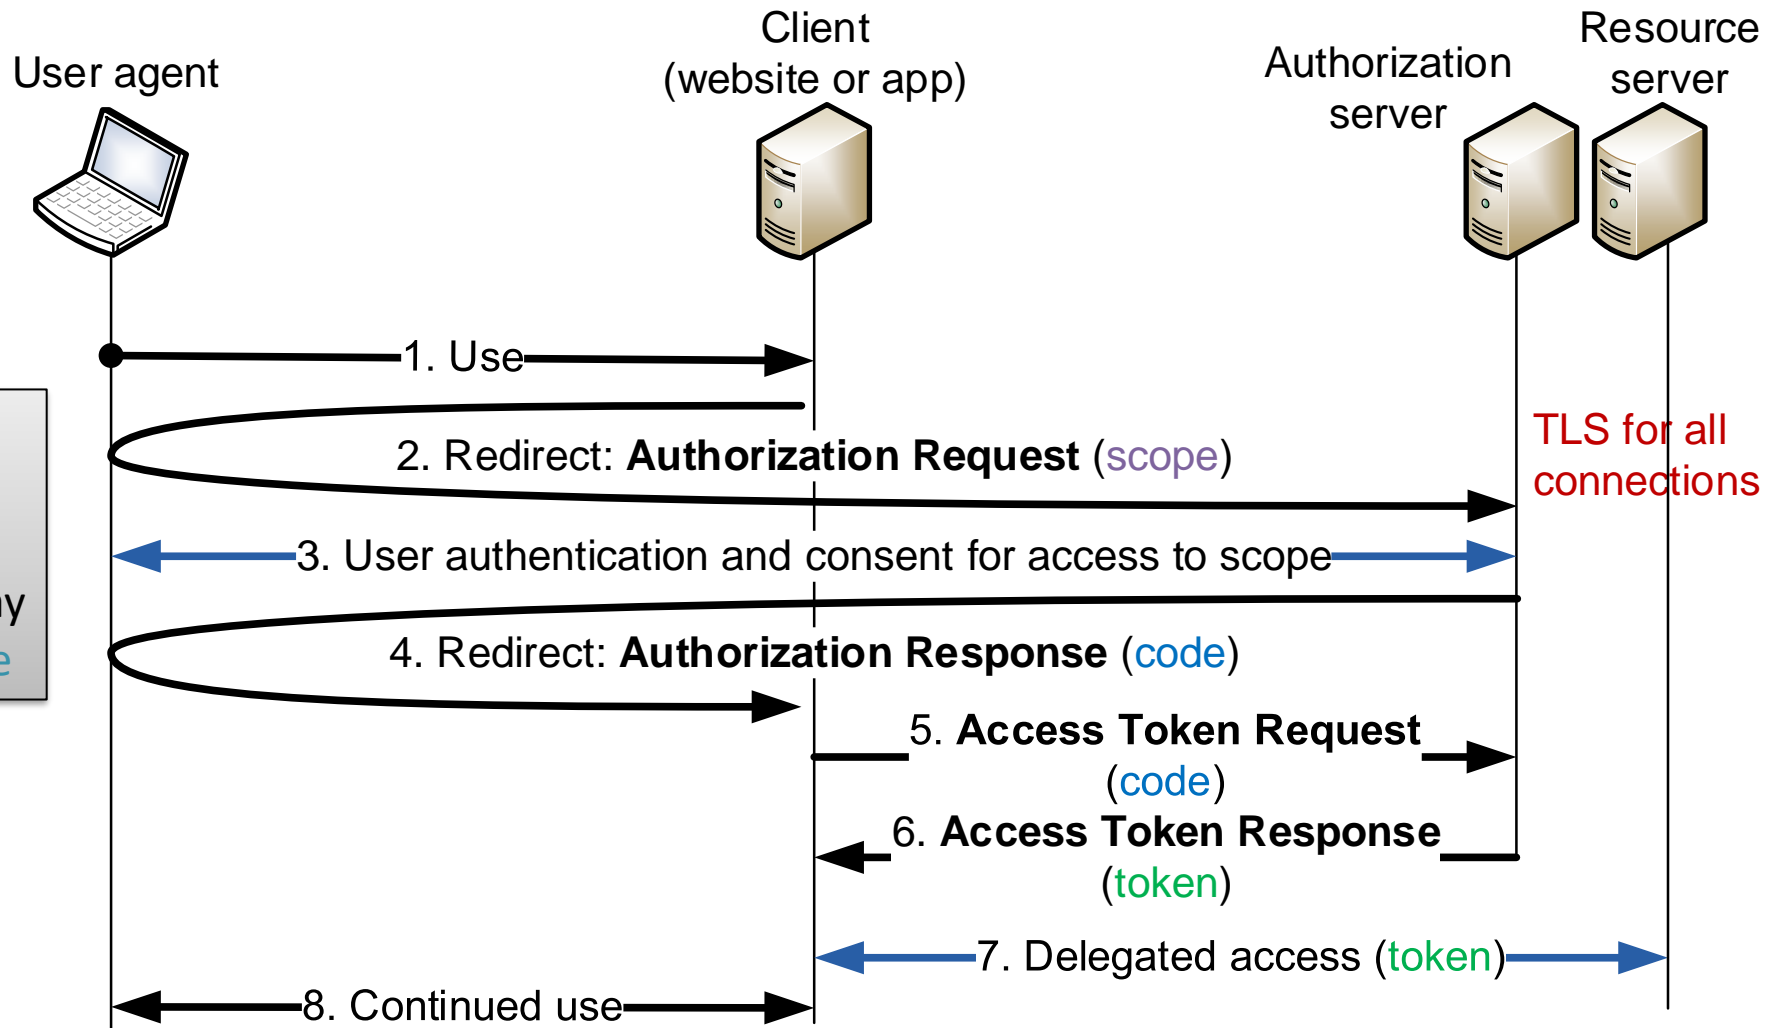 User agent
Client
(website or app)
Authorization
server
Resource
server
1. Use
2. Redirect: Authorization Request (scope)
TLS for all
connections
3. User authentication and consent for access to scope
4. Redirect: Authorization Response (code)
5. Access Token Request
(code)
6. Access Token Response
(token)
7. Delegated access (token)
8. Continued use